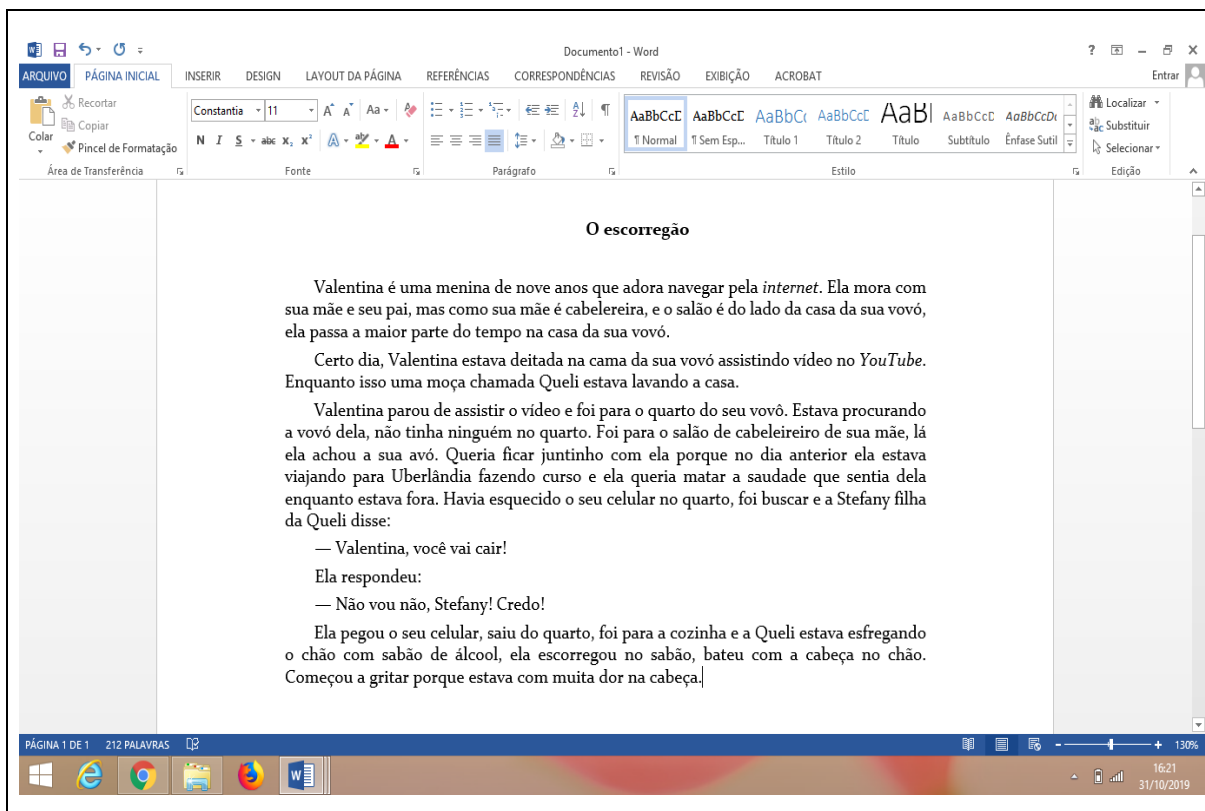 Documento1 - Word
?
ARQUIVO PÁGINA INICIAL INSERIR DESIGN LAYOUT DA PÁGINA REFERÊNCIAS CORRESPONDÊNCIAS REVISÃO EXIBIÇÃO ACROBAT Entrar
Colar
Recortar
Copiar
Pincel de Formatação
Área de Transferência
Constantia 11 A A Aa
N I S abc X₂ X² A aby A
Fonte
Parágrafo
AaBbCcD AaBbCcD AaBbCc AaBbCcD AaBl AaBbCcD AaBbCcDc
¶ Normal ¶ Sem Esp... Título 1 Título 2 Título Subtítulo Ênfase Sutil
Estilo
Localizar
Substituir
Selecionar
Edição
O escorregão
Valentina é uma menina de nove anos que adora navegar pela internet. Ela mora com
sua mãe e seu pai, mas como sua mãe é cabelereira, e o salão é do lado da casa da sua vovó,
ela passa a maior parte do tempo na casa da sua vovó.
Certo dia, Valentina estava deitada na cama da sua vovó assistindo vídeo no YouTube.
Enquanto isso uma moça chamada Queli estava lavando a casa.
Valentina parou de assistir o vídeo e foi para o quarto do seu vovô. Estava procurando
a vovó dela, não tinha ninguém no quarto. Foi para o salão de cabeleireiro de sua mãe, lá
ela achou a sua avó. Queria ficar juntinho com ela porque no dia anterior ela estava
viajando para Uberlândia fazendo curso e ela queria matar a saudade que sentia dela
enquanto estava fora. Havia esquecido o seu celular no quarto, foi buscar e a Stefany filha
da Queli disse:
— Valentina, você vai cair!
Ela respondeu:
— Não vou não, Stefany! Credo!
Ela pegou o seu celular, saiu do quarto, foi para a cozinha e a Queli estava esfregando
o chão com sabão de álcool, ela escorregou no sabão, bateu com a cabeça no chão.
Começou a gritar porque estava com muita dor na cabeça.
PÁGINA 1 DE 1 212 PALAVRAS 130%
16:21
31/10/2019